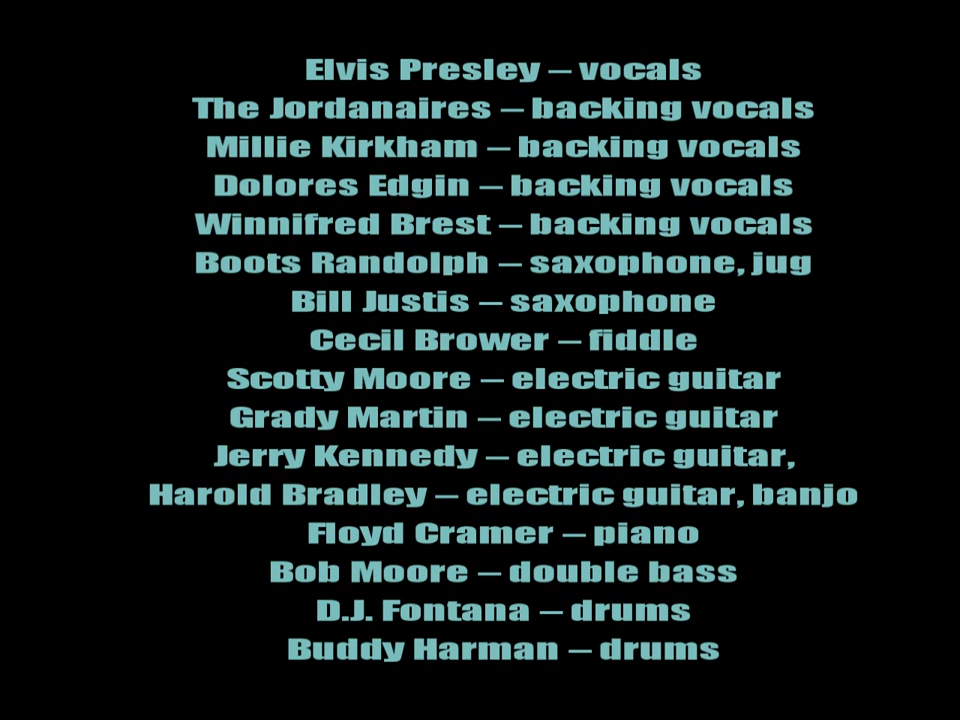 Elvis Presley – vocals
The Jordanaires – backing vocals
Millie Kirkham – backing vocals
Dolores Edgin – backing vocals
Winnifred Brest – backing vocals
Boots Randolph – saxophone, jug
Bill Justis – saxophone
Cecil Brower – fiddle
Scotty Moore – electric guitar
Grady Martin – electric guitar
Jerry Kennedy – electric guitar,
Harold Bradley – electric guitar, banjo
Floyd Cramer – piano
Bob Moore – double bass
D.J. Fontana – drums
Buddy Harman – drums